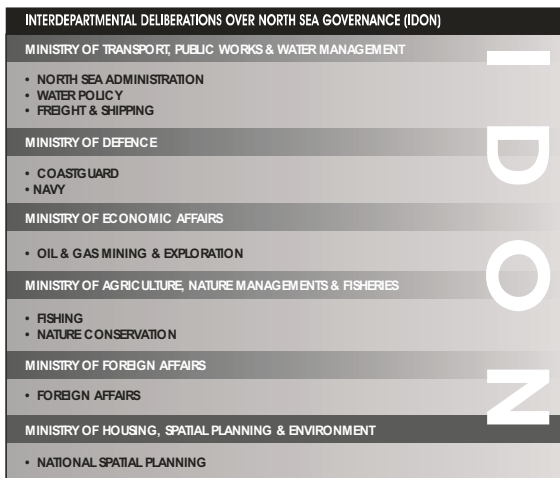 INTERDEPARTMENTAL DELIBERATIONS OVER NORTH SEA GOVERNANCE (IDON)
MINISTRY OF TRANSPORT, PUBLIC WORKS & WATER MANAGEMENT
• NORTH SEA ADMINISTRATION
• WATER POLICY
• FREIGHT & SHIPPING
MINISTRY OF DEFENCE
• COASTGUARD
• NAVY
MINISTRY OF ECONOMIC AFFAIRS
• OIL & GAS MINING & EXPLORATION
MINISTRY OF AGRICULTURE, NATURE MANAGEMENTS & FISHERIES
• FISHING
• NATURE CONSERVATION
MINISTRY OF FOREIGN AFFAIRS
• FOREIGN AFFAIRS
MINISTRY OF HOUSING, SPATIAL PLANNING & ENVIRONMENT
• NATIONAL SPATIAL PLANNING
IDON